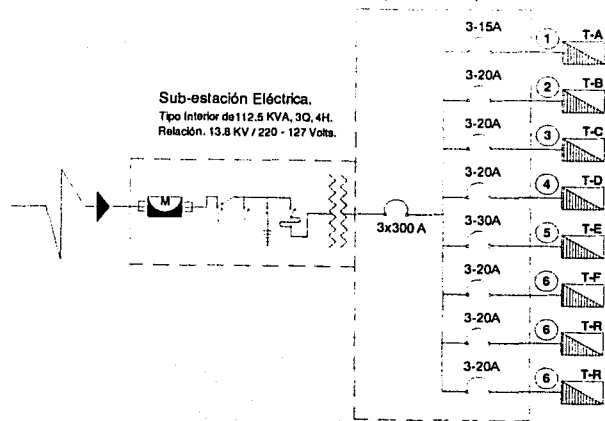 3-15A
1
T-A
3-20A
2
T-B
Sub-estación Eléctrica.
Tipo Interior de 112.5 KVA, 3Q, 4H.
Relación. 13.8 KV / 220 - 127 Volts.
3-20A
3
T-C
3-20A
4
T-D
M
3x300 A
3-30A
5
T-E
3-20A
6
T-F
3-20A
6
T-R
3-20A
6
T-R